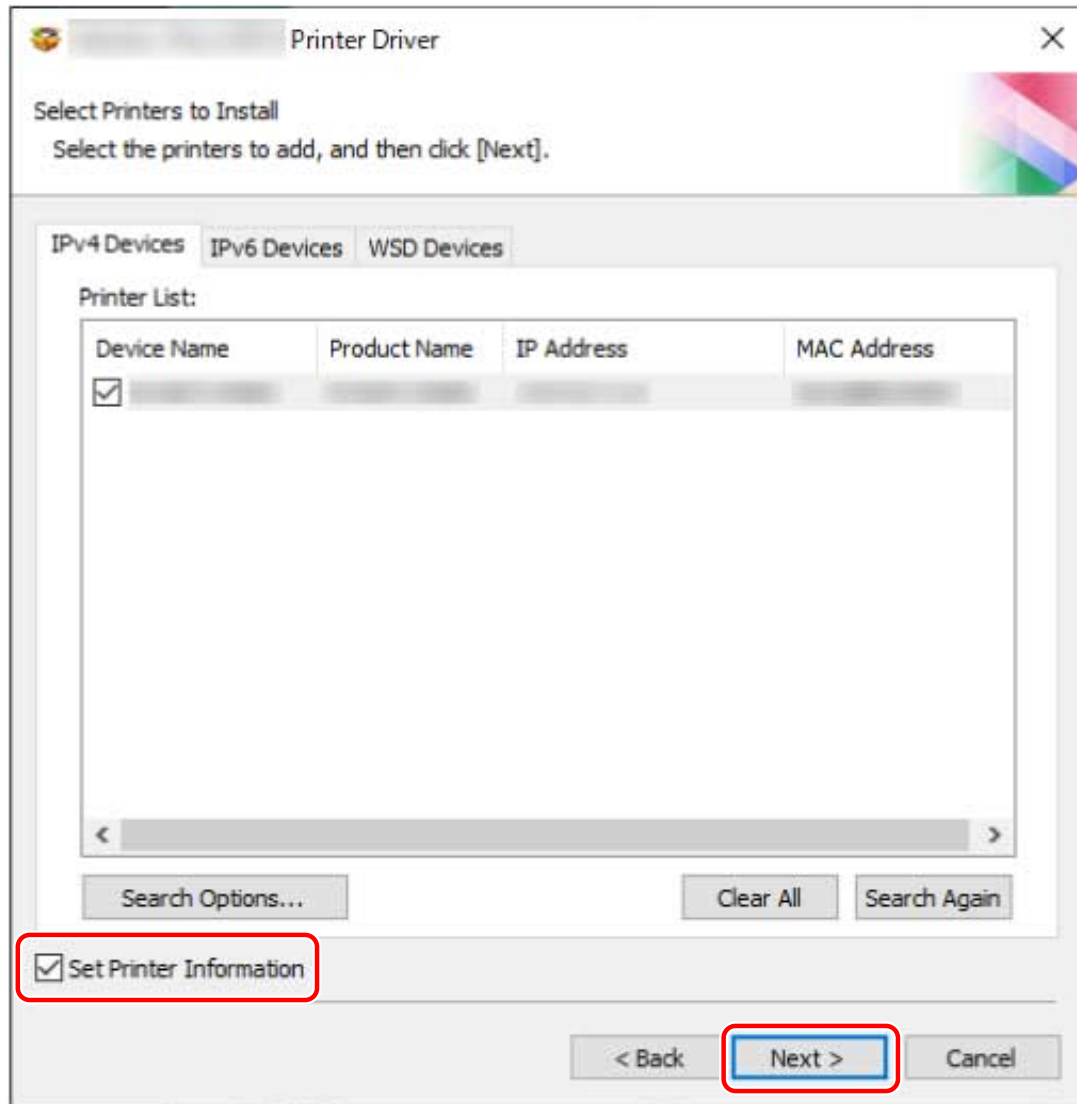 Printer Driver
Select Printers to Install
Select the printers to add, and then click [Next].
IPv4 Devices IPv6 Devices WSD Devices
Printer List:
Device Name Product Name IP Address MAC Address
Search Options... Clear All Search Again
Set Printer Information
< Back Next > Cancel